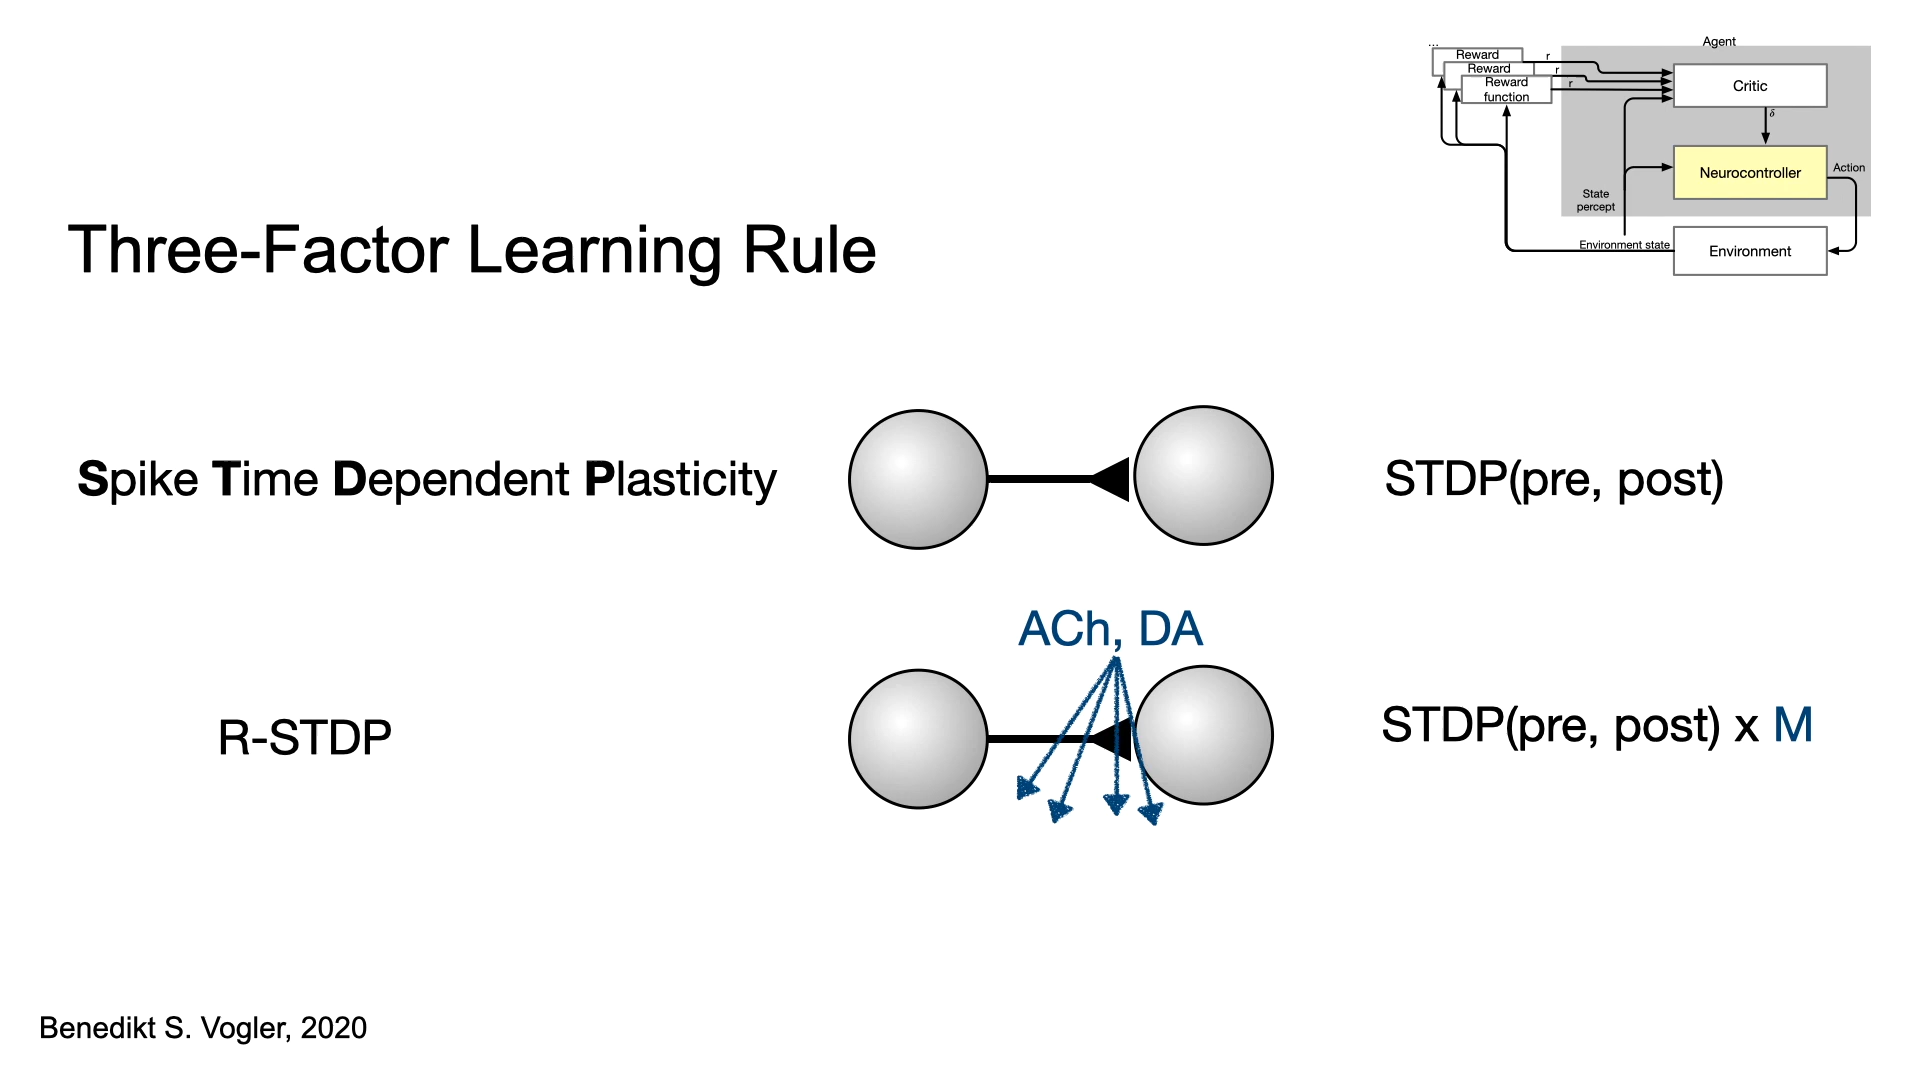 ...
Agent
Reward
r
Reward
r
Reward
function
r
Critic
δ
Neurocontroller
Action
State
percept
Environment state
Environment
Three-Factor Learning Rule
Spike Time Dependent Plasticity
STDP(pre, post)
ACh, DA
R-STDP
STDP(pre, post) x M
Benedikt S. Vogler, 2020